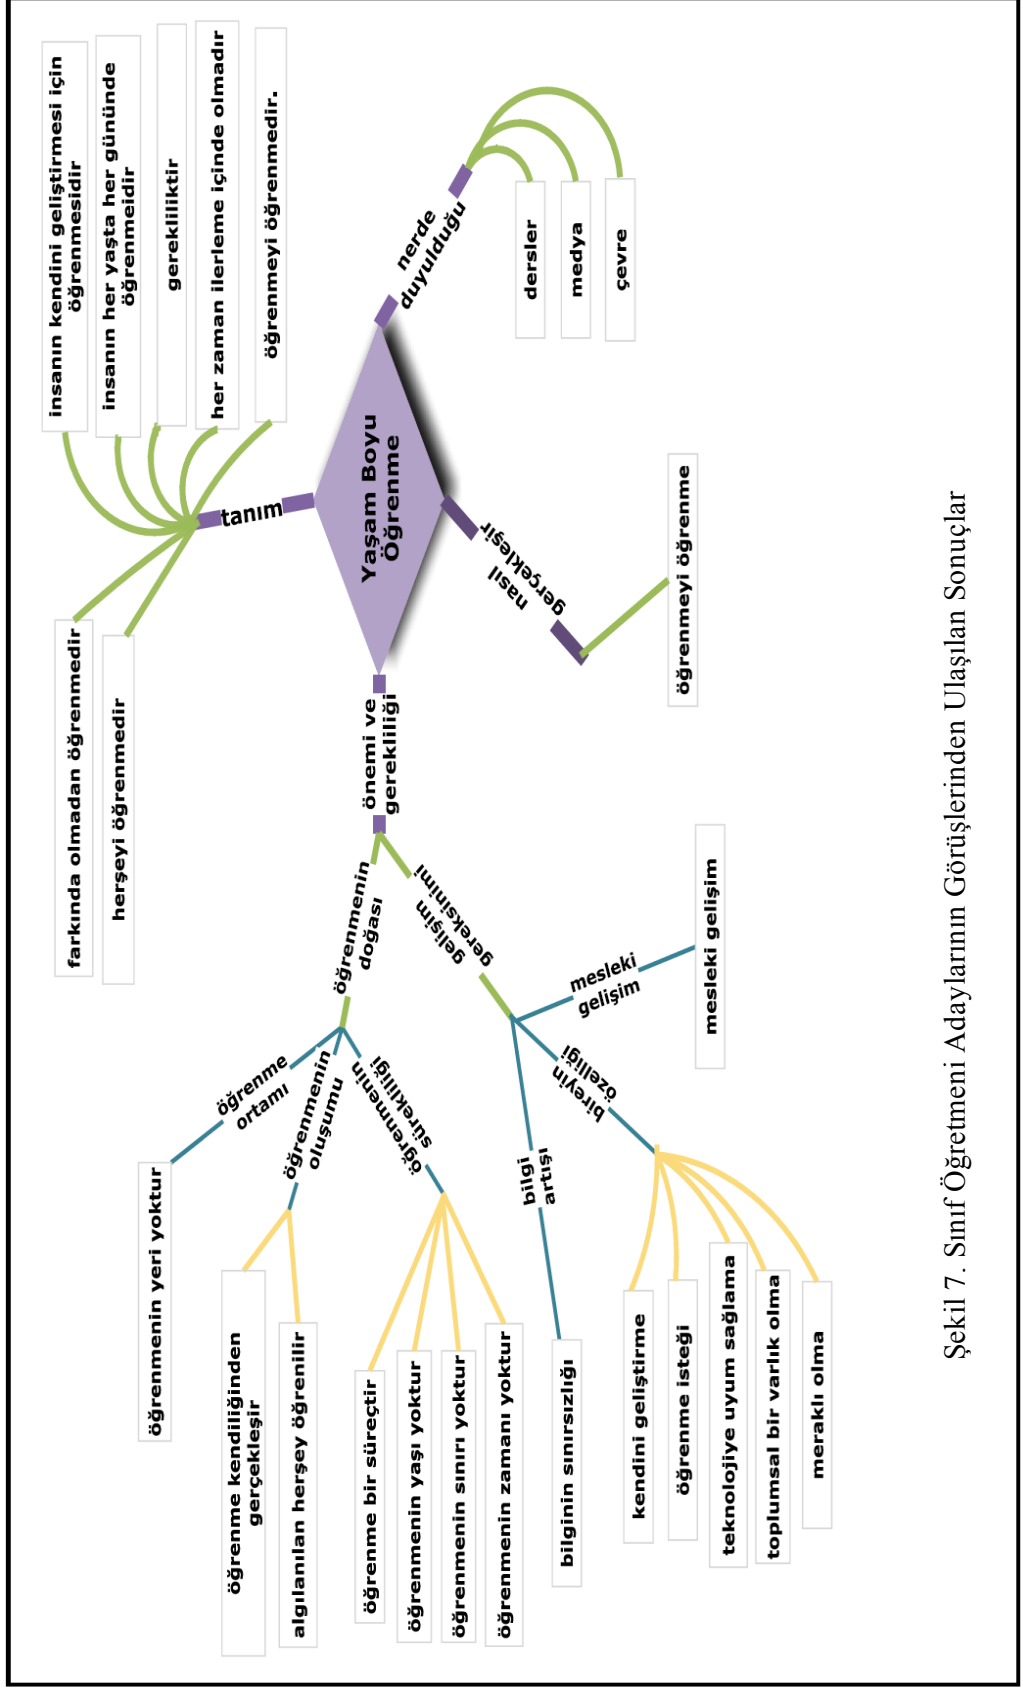 Yaşam Boyu
Öğrenme
tanım
insanın kendini geliştirmesi için
öğrenmesidir
insanın her yaşta her gününde
öğrenmeidir
gerekliliktir
her zaman ilerleme içinde olmadır
öğrenmeyi öğrenmedir.
farkında olmadan öğrenmedir
herşeyi öğrenmedir
nerde
duyulduğu
dersler
medya
çevre
nasıl
gerçekleşir
öğrenmeyi öğrenme
önemi ve
gerekliliği
öğrenmenin
doğası
öğrenme
ortamı
öğrenmenin yeri yoktur
öğrenmenin
oluşumu
öğrenme kendiliğinden
gerçekleşir
algılanılan herşey öğrenilir
öğrenmenin
sürekliliği
öğrenme bir süreçtir
öğrenmenin yaşı yoktur
öğrenmenin sınırı yoktur
öğrenmenin zamanı yoktur
gelişim
gereksinimi
bilgi
artışı
bilginin sınırsızlığı
bireyin
özelliği
kendini geliştirme
öğrenme isteği
teknolojiye uyum sağlama
toplumsal bir varlık olma
meraklı olma
mesleki
gelişim
mesleki gelişim
Şekil 7. Sınıf Öğretmeni Adaylarının Görüşlerinden Ulaşılan Sonuçlar